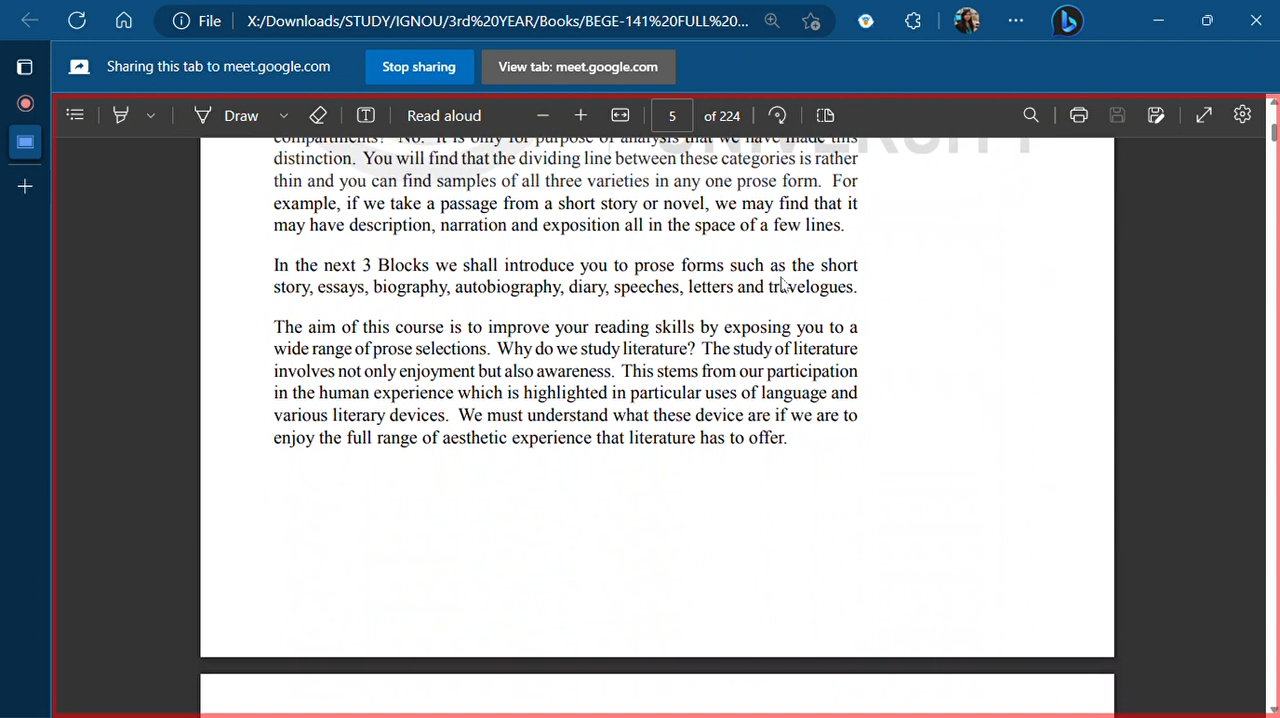 File
X:/Downloads/STUDY/IGNOU/3rd%20YEAR/Books/BEGE-141%20FULL%20...
Sharing this tab to meet.google.com
Stop sharing
View tab: meet.google.com
Draw
Read aloud
5
of 224
UNIVERSITY
compartments? No. It is only for purpose of analysis that we have made this
distinction. You will find that the dividing line between these categories is rather
thin and you can find samples of all three varieties in any one prose form. For
example, if we take a passage from a short story or novel, we may find that it
may have description, narration and exposition all in the space of a few lines.
In the next 3 Blocks we shall introduce you to prose forms such as the short
story, essays, biography, autobiography, diary, speeches, letters and travelogues.
The aim of this course is to improve your reading skills by exposing you to a
wide range of prose selections. Why do we study literature? The study of literature
involves not only enjoyment but also awareness. This stems from our participation
in the human experience which is highlighted in particular uses of language and
various literary devices. We must understand what these device are if we are to
enjoy the full range of aesthetic experience that literature has to offer.